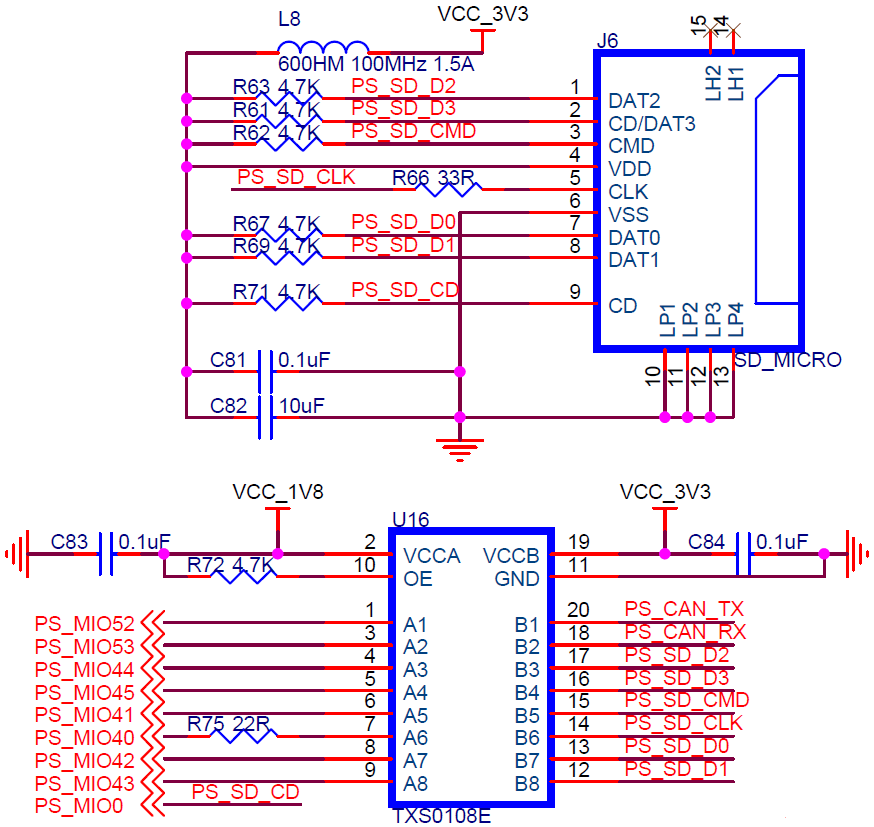 VCC_3V3
L8
600HM 100MHz 1.5A
J6
15
14
LH2
LH1
R63 4.7K PS_SD_D2 1 DAT2
R61 4.7K PS_SD_D3 2 CD/DAT3
R62 4.7K PS_SD_CMD 3 CMD
4 VDD
PS_SD_CLK R66 33R 5 CLK
6 VSS
R67 4.7K PS_SD_D0 7 DAT0
R69 4.7K PS_SD_D1 8 DAT1
R71 4.7K PS_SD_CD 9 CD
LP1
LP2
LP3
LP4
C81 0.1uF
SD_MICRO
10
11
12
13
C82 10uF
VCC_1V8
VCC_3V3
U16
C83 0.1uF 2 VCCA VCCB 19 C84 0.1uF
R72 4.7K 10 OE GND 11
PS_MIO52 1 A1 B1 20 PS_CAN_TX
PS_MIO53 3 A2 B2 18 PS_CAN_RX
PS_MIO44 4 A3 B3 17 PS_SD_D2
PS_MIO45 5 A4 B4 16 PS_SD_D3
PS_MIO41 6 A5 B5 15 PS_SD_CMD
PS_MIO40 R75 22R 7 A6 B6 14 PS_SD_CLK
PS_MIO42 8 A7 B7 13 PS_SD_D0
PS_MIO43 9 A8 B8 12 PS_SD_D1
PS_MIO0 PS_SD_CD
TXS0108E